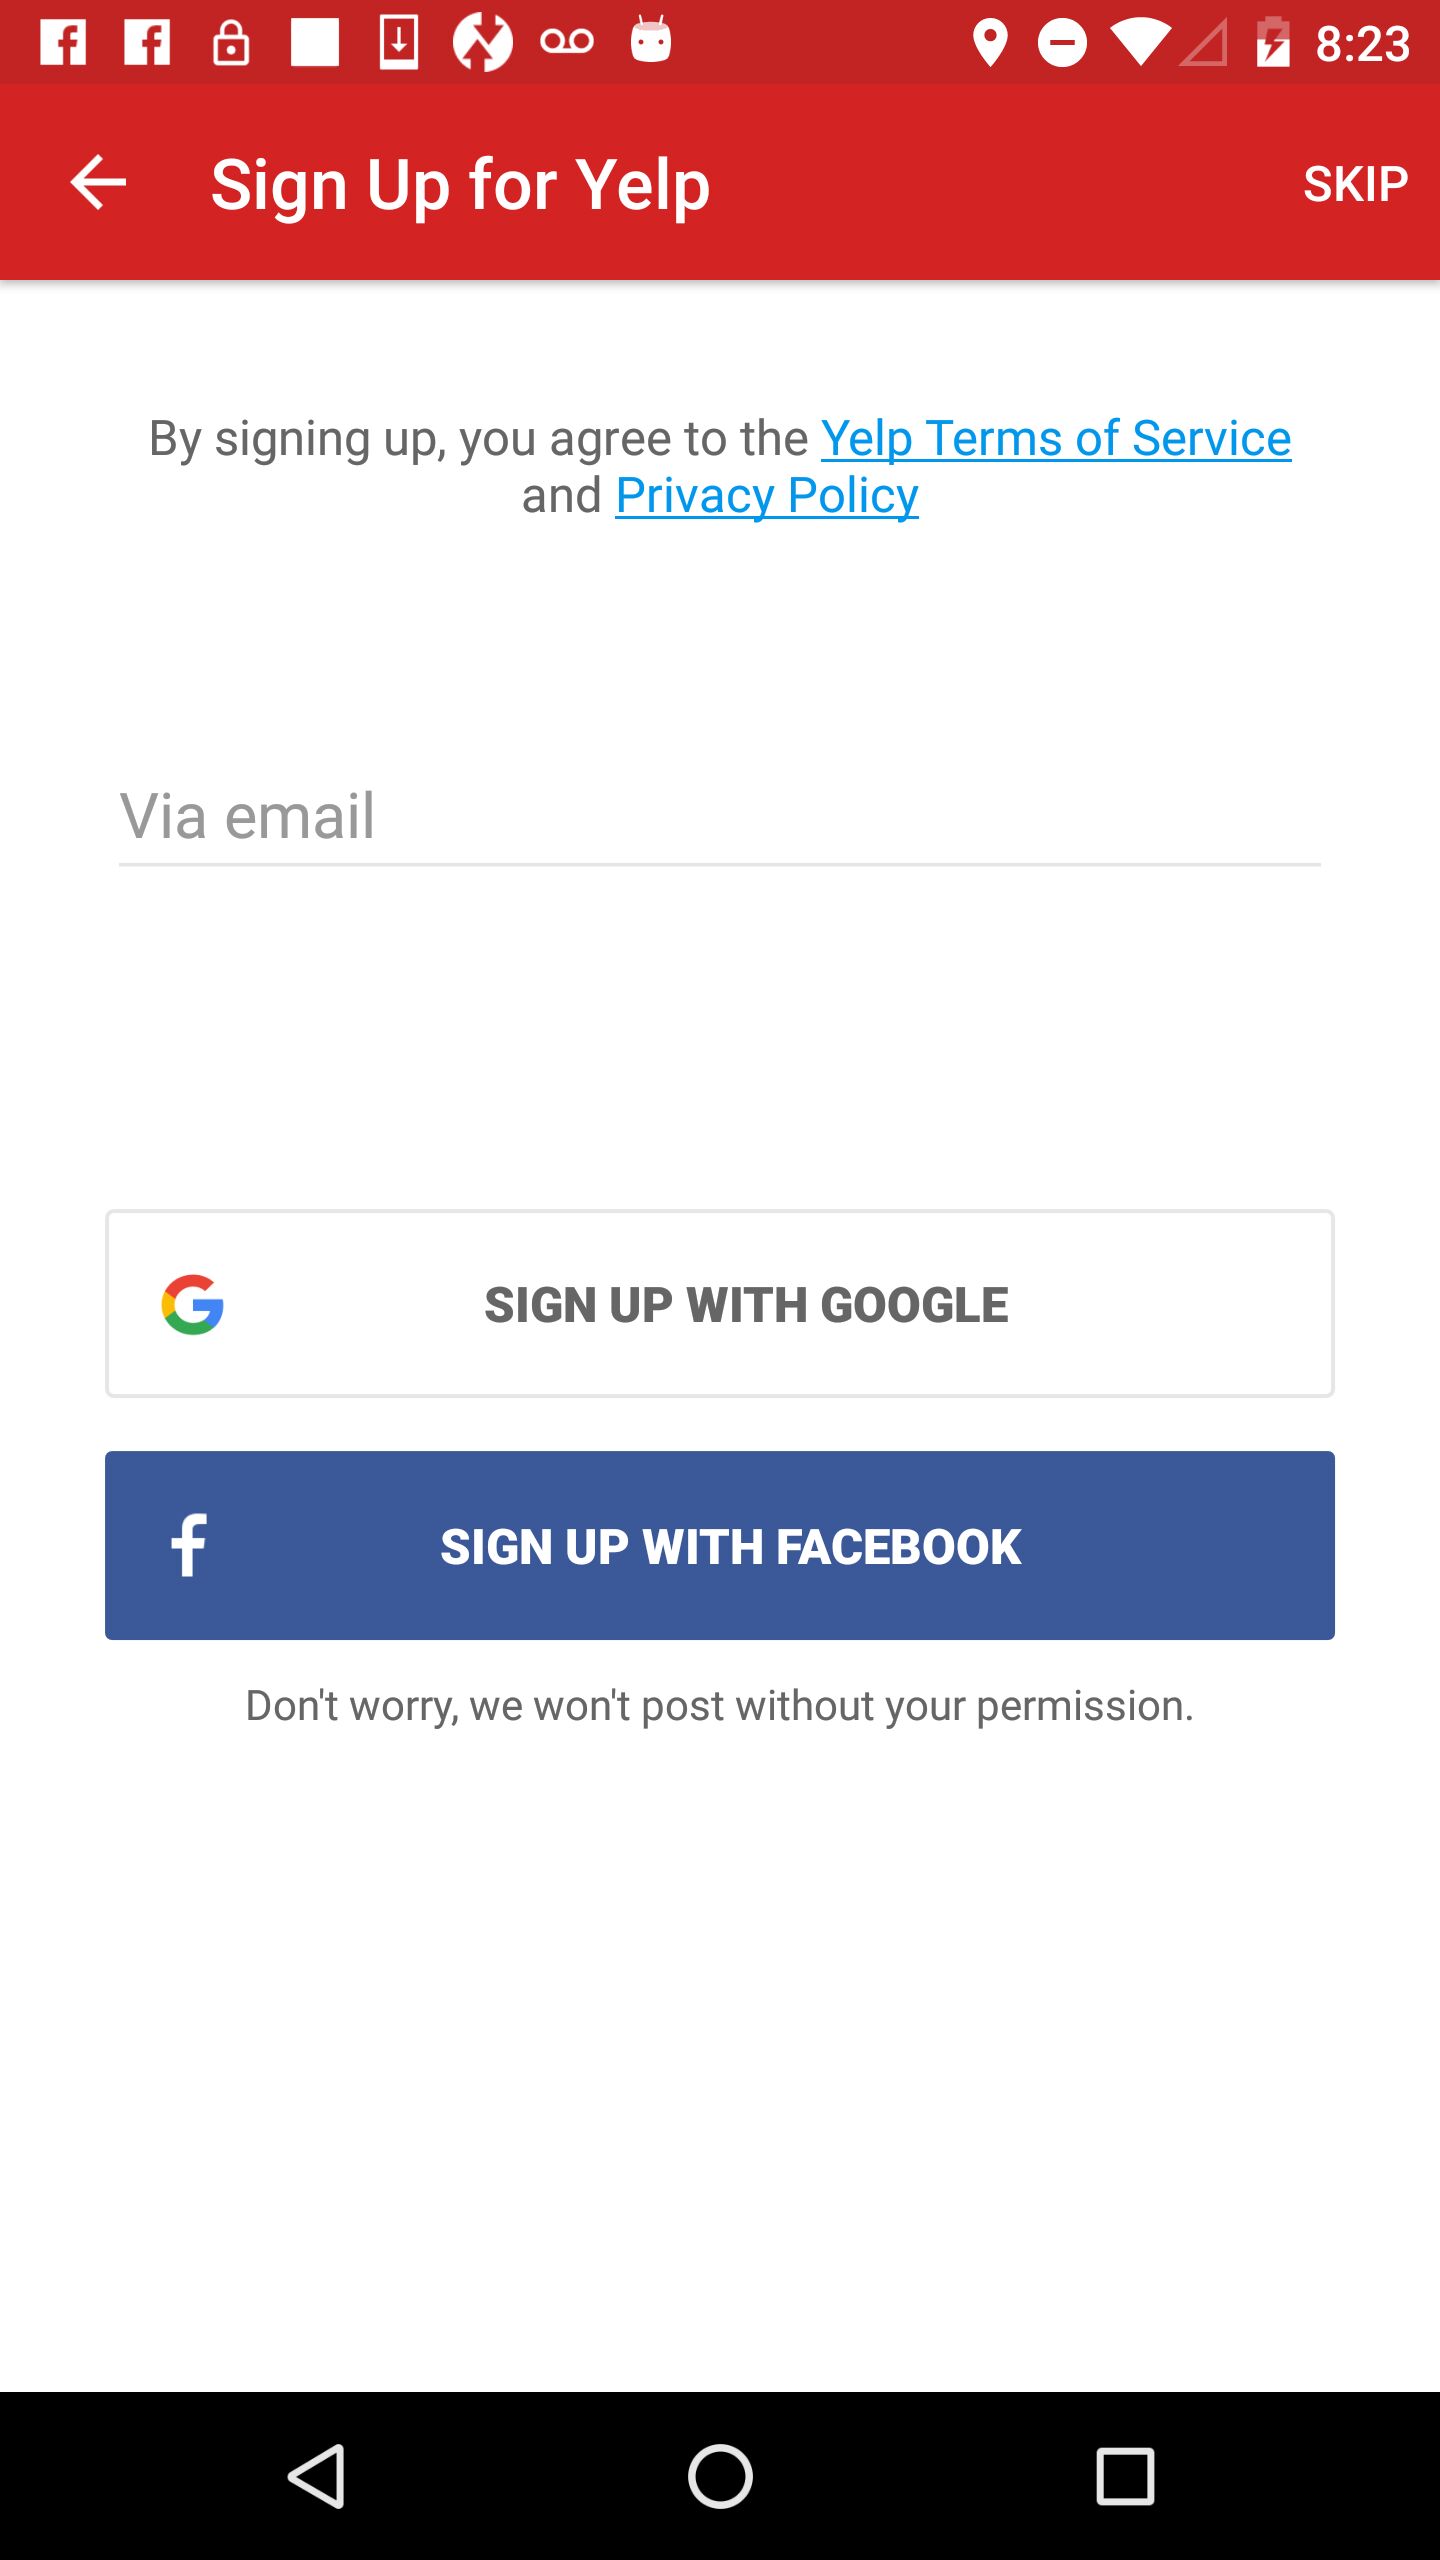 8:23
Sign Up for Yelp
SKIP
By signing up, you agree to the Yelp Terms of Service
and Privacy Policy
Via email
SIGN UP WITH GOOGLE
SIGN UP WITH FACEBOOK
Don't worry, we won't post without your permission.